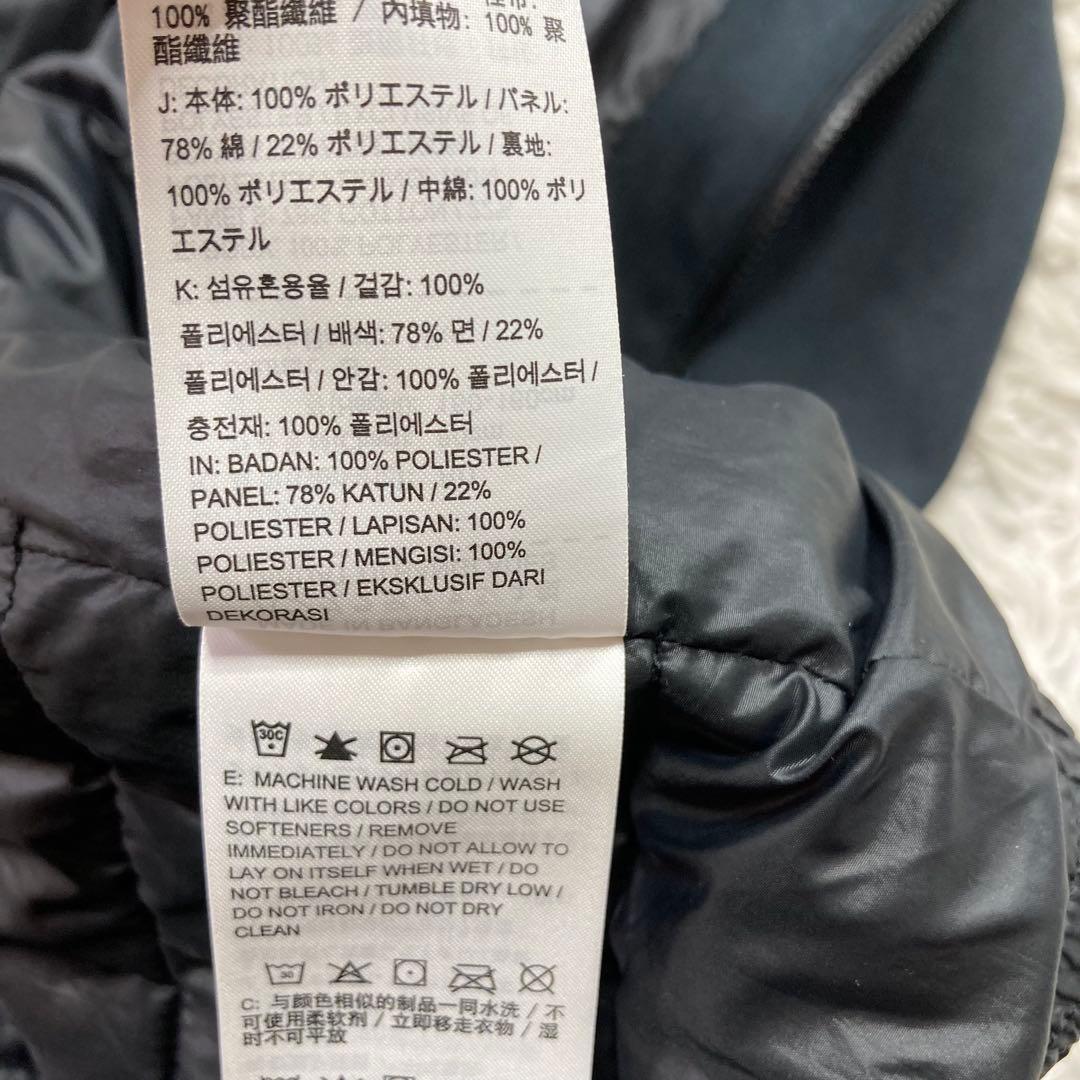 100% 聚酯纖維 / 內填物: 100% 聚
酯纖維
J: 本体: 100% ポリエステル / パネル:
78% 綿 / 22% ポリエステル / 裏地:
100% ポリエステル / 中綿: 100% ポリ
エステル
K: 섬유혼용율 / 겉감: 100%
폴리에스터 / 배색: 78% 면 / 22%
폴리에스터 / 안감: 100% 폴리에스터 /
충전재: 100% 폴리에스터
IN: BADAN: 100% POLIESTER /
PANEL: 78% KATUN / 22%
POLIESTER / LAPISAN: 100%
POLIESTER / MENGISI: 100%
POLIESTER / EKSKLUSIF DARI
DEKORASI
30C
E: MACHINE WASH COLD / WASH
WITH LIKE COLORS / DO NOT USE
SOFTENERS / REMOVE
IMMEDIATELY / DO NOT ALLOW TO
LAY ON ITSELF WHEN WET / DO
NOT BLEACH / TUMBLE DRY LOW /
DO NOT IRON / DO NOT DRY
CLEAN
30
C: 与颜色相似的制品一同水洗 / 不
可使用柔软剂 / 立即移走衣物 / 湿
时不可平放